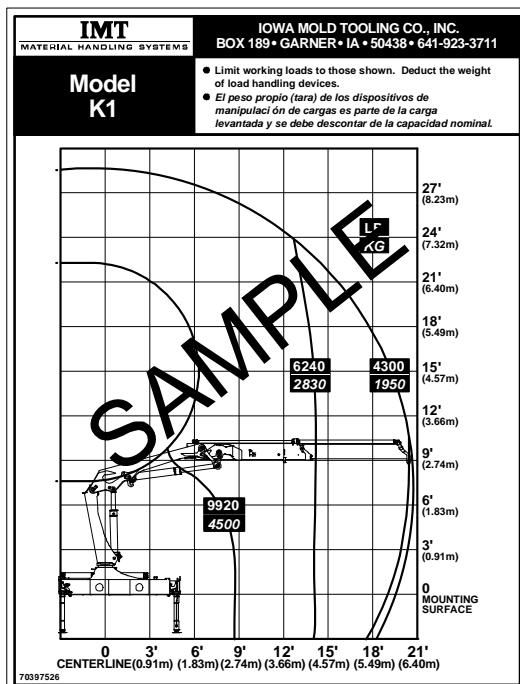 IMT
MATERIAL HANDLING SYSTEMS
IOWA MOLD TOOLING CO., INC.
BOX 189 • GARNER • IA • 50438 • 641-923-3711
Model
K1
• Limit working loads to those shown. Deduct the weight
of load handling devices.
• El peso propio (tara) de los dispositivos de
manipulaci ón de cargas es parte de la carga
levantada y se debe descontar de la capacidad nominal.
SAMPLE
LB
KG
27'
(8.23m)
24'
(7.32m)
21'
(6.40m)
18'
(5.49m)
15'
(4.57m)
12'
(3.66m)
9'
(2.74m)
6'
(1.83m)
3'
(0.91m)
0
MOUNTING
SURFACE
6240
2830
4300
1950
9920
4500
0 3' 6' 9' 12' 15' 18' 21'
CENTERLINE(0.91m) (1.83m) (2.74m) (3.66m) (4.57m) (5.49m) (6.40m)
70397526